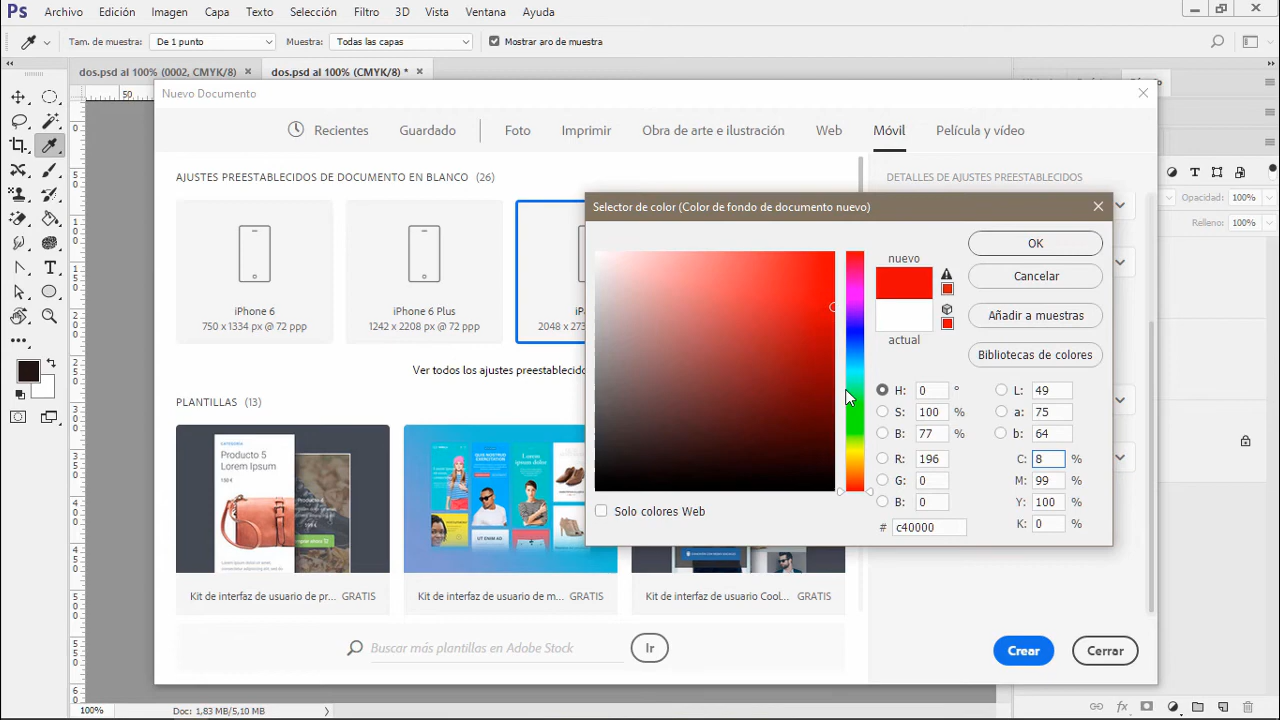 Ps Archivo Edición Imagen Capa Texto Selección Filtro 3D Vista Ventana Ayuda
Tam. de muestra: De 1 punto Muestra: Todas las capas Mostrar aro de muestra
dos.psd al 100% (0002, CMYK/8) × dos.psd al 100% (CMYK/8) * ×
50
Nuevo Documento
Recientes Guardado Foto Imprimir Obra de arte e ilustración Web Móvil Película y vídeo
AJUSTES PREESTABLECIDOS DE DOCUMENTO EN BLANCO (26)
DETALLES DE AJUSTES PREESTABLECIDOS
iPhone 6
750 x 1334 px @ 72 ppp
iPhone 6 Plus
1242 x 2208 px @ 72 ppp
Ver todos los ajustes preestablecido
PLANTILLAS (13)
CATEGORÍA
Producto 5
Lorem Ipsum
Kit de interfaz de usuario de pr... GRATIS
Kit de interfaz de usuario de m... GRATIS
Kit de interfaz de usuario Cool... GRATIS
Buscar más plantillas en Adobe Stock
Ir
Crear
Cerrar
Selector de color (Color de fondo de documento nuevo)
nuevo
actual
OK
Cancelar
Añadir a muestras
Bibliotecas de colores
H: 0 ° L: 49
S: 100 % a: 75
B: 77 % b: 64
R: 196 C: 8 %
G: 0 M: 99 %
B: 0 Y: 100 %
# c40000 K: 0 %
Solo colores Web
Opacidad: 100%
Relleno: 100%
100% Doc: 1,83 MB/5,10 MB